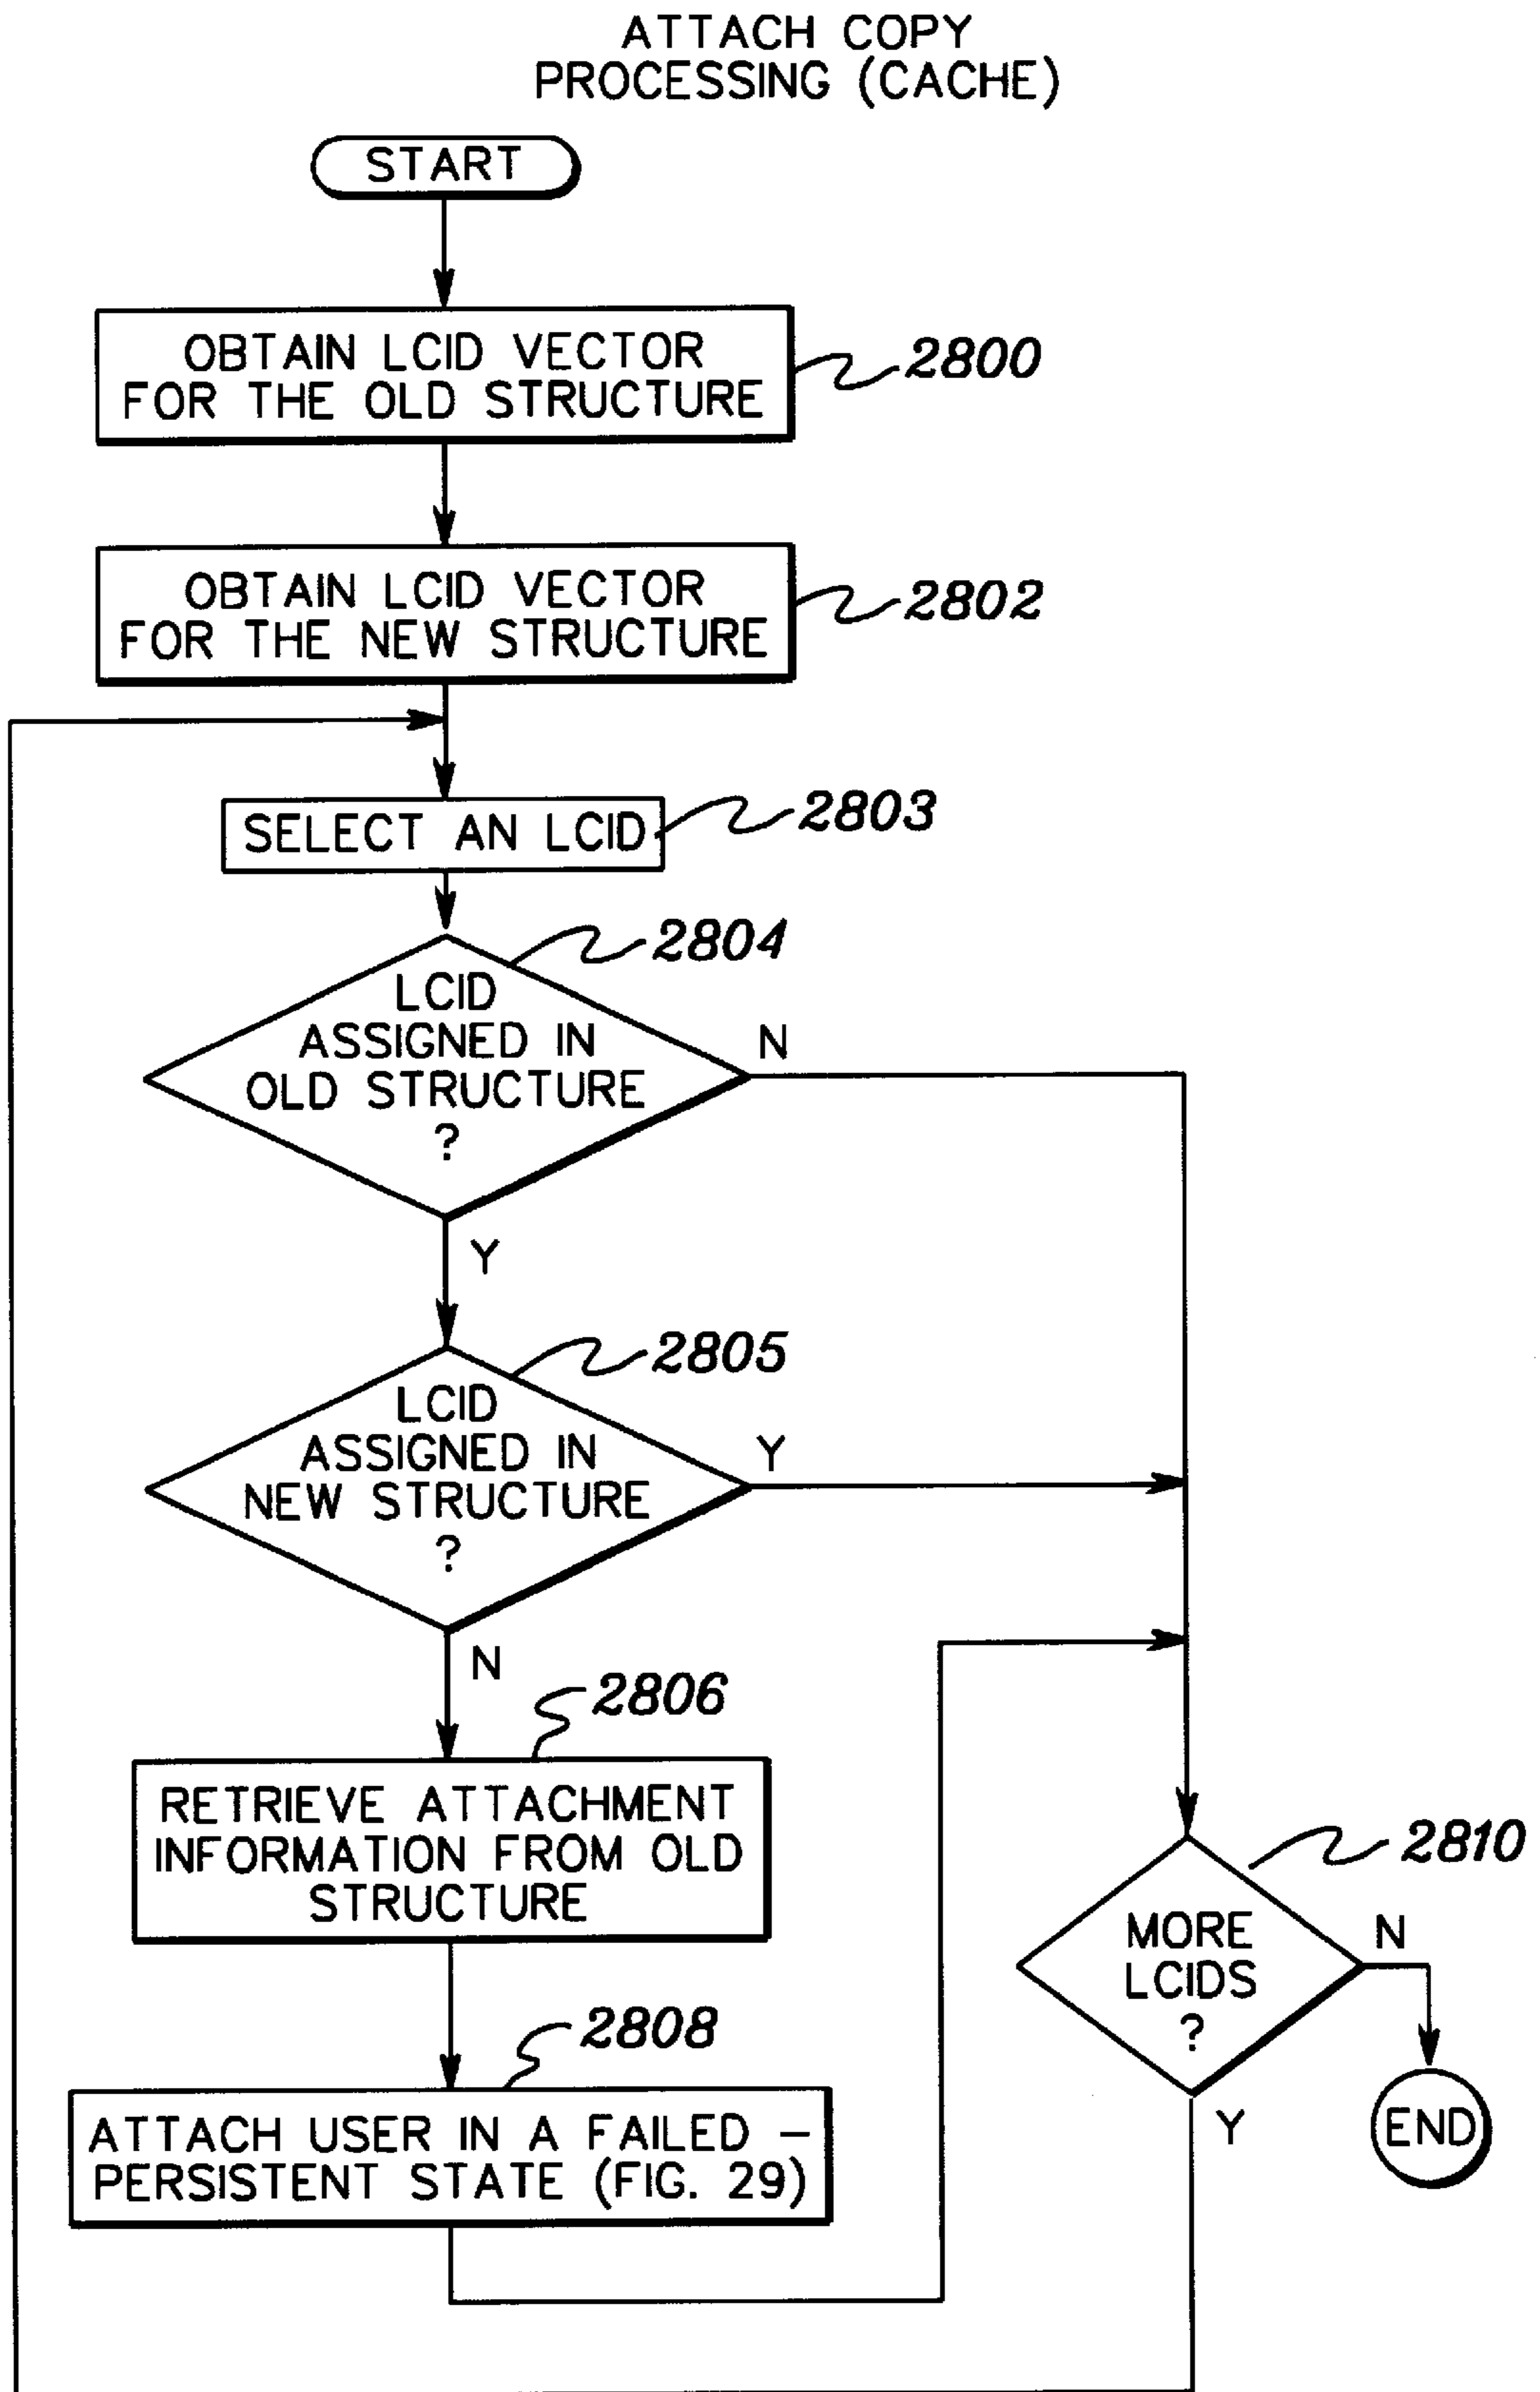 ATTACH COPY
PROCESSING (CACHE)
START
OBTAIN LCID VECTOR
FOR THE OLD STRUCTURE
2800
OBTAIN LCID VECTOR
FOR THE NEW STRUCTURE
2802
SELECT AN LCID
2803
2804
LCID
ASSIGNED IN
OLD STRUCTURE
?
N
Y
2805
LCID
ASSIGNED IN
NEW STRUCTURE
?
Y
N
2806
RETRIEVE ATTACHMENT
INFORMATION FROM OLD
STRUCTURE
2808
ATTACH USER IN A FAILED –
PERSISTENT STATE (FIG. 29)
2810
MORE
LCIDS
?
N
Y
END